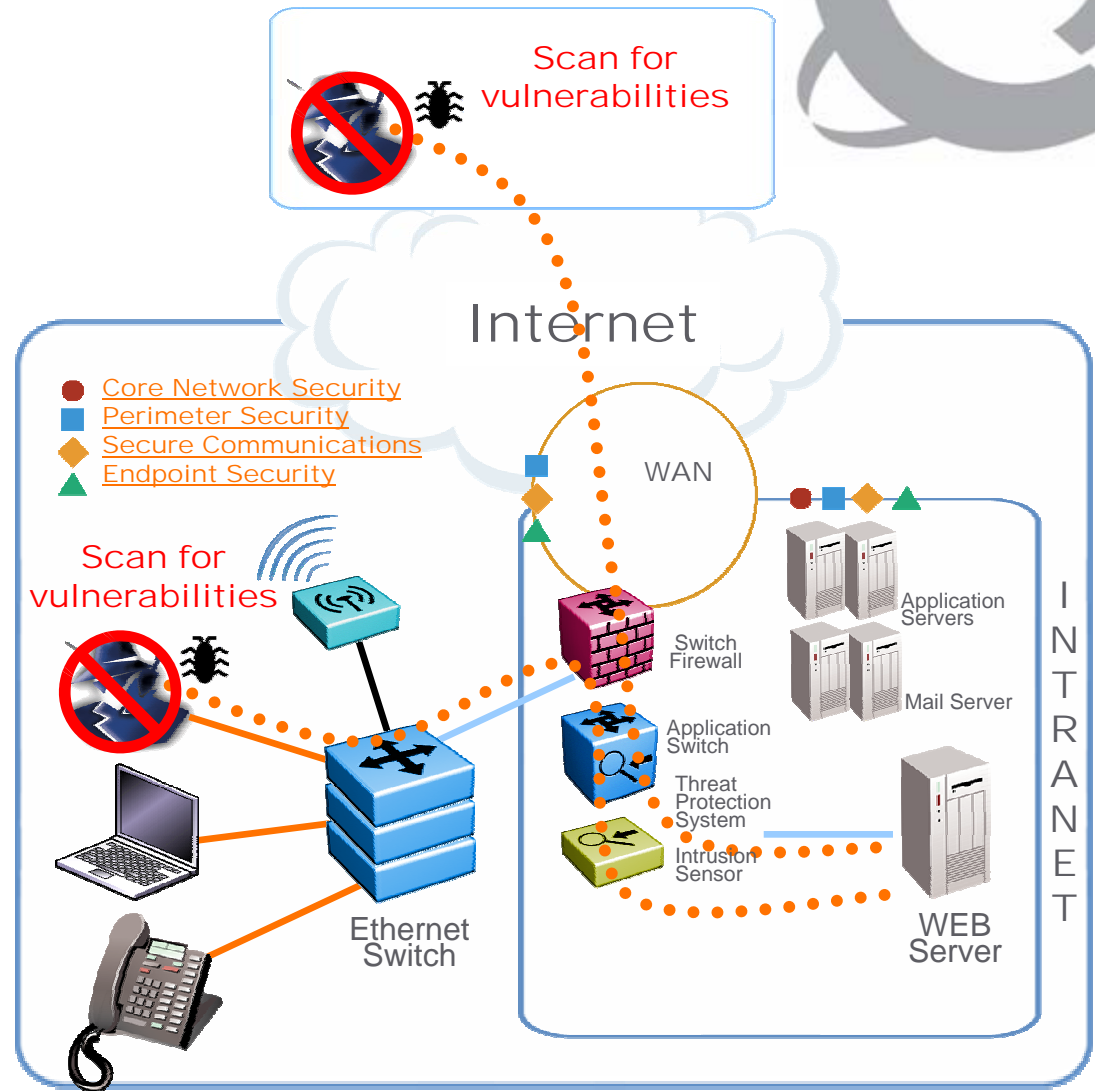 Scan for
vulnerabilities
Internet
Core Network Security
Perimeter Security
Secure Communications
Endpoint Security
WAN
Scan for
vulnerabilities
Application
Servers
Switch
Firewall
Mail Server
Application
Switch
Threat
Protection
System
Intrusion
Sensor
Ethernet
Switch
WEB
Server
INTRANET